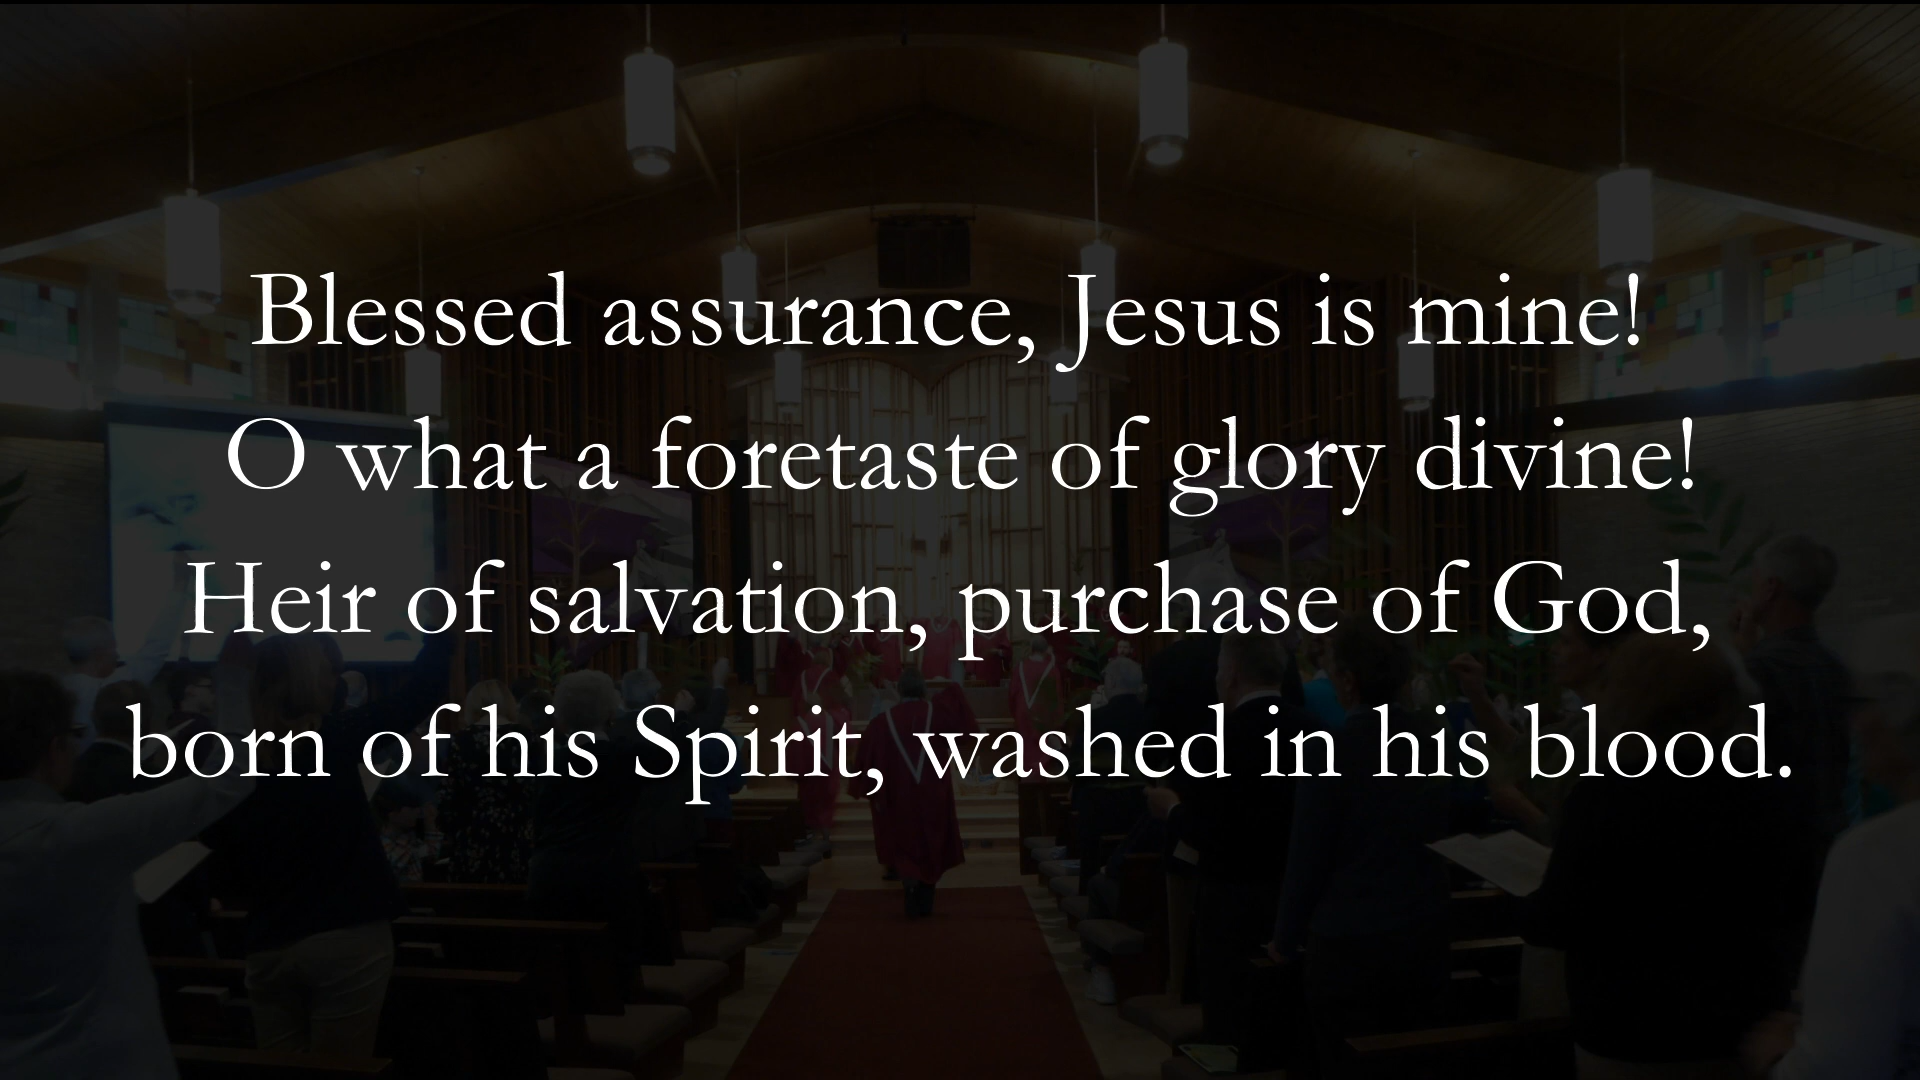 Blessed assurance, Jesus is mine!
O what a foretaste of glory divine!
Heir of salvation, purchase of God,
born of his Spirit, washed in his blood.